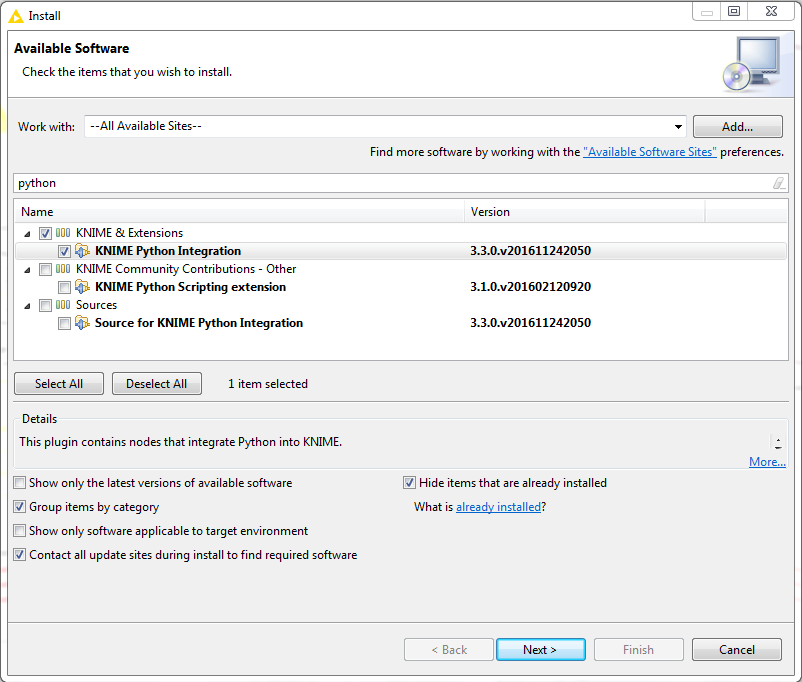 Install
Available Software
Check the items that you wish to install.
Work with: --All Available Sites-- Add...
Find more software by working with the "Available Software Sites" preferences.
python
Name Version
KNIME & Extensions
KNIME Python Integration 3.3.0.v201611242050
KNIME Community Contributions - Other
KNIME Python Scripting extension 3.1.0.v201602120920
Sources
Source for KNIME Python Integration 3.3.0.v201611242050
Select All Deselect All 1 item selected
Details
This plugin contains nodes that integrate Python into KNIME.
More...
Show only the latest versions of available software Hide items that are already installed
Group items by category What is already installed?
Show only software applicable to target environment
Contact all update sites during install to find required software
< Back Next > Finish Cancel